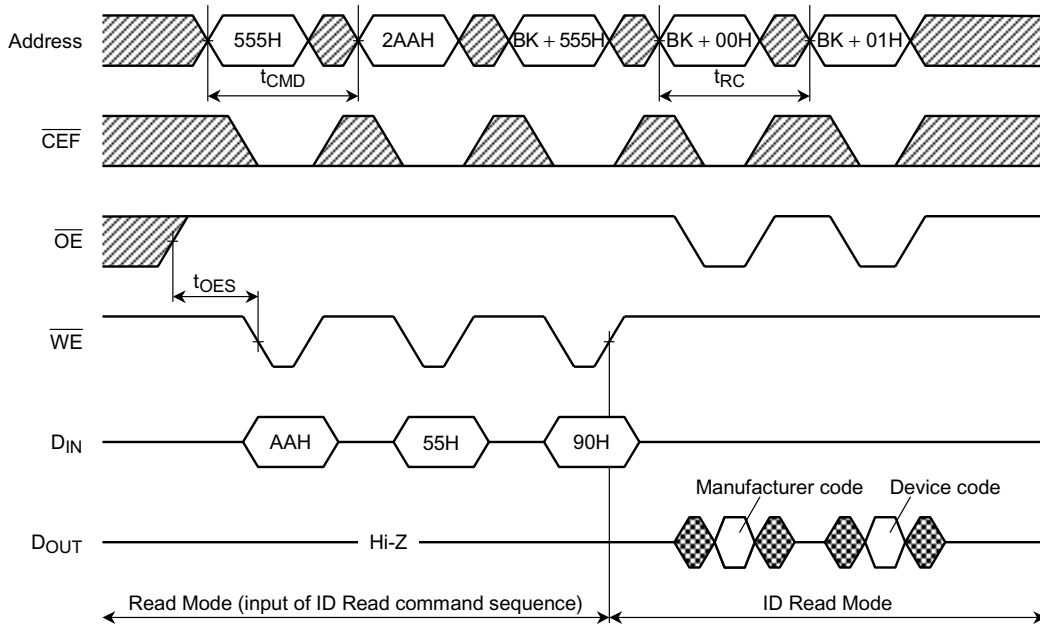 Address 555H 2AAH BK + 555H BK + 00H BK + 01H
tCMD tRC
CEF
OE
tOES
WE
DIN AAH 55H 90H
Manufacturer code Device code
DOUT Hi-Z
Read Mode (input of ID Read command sequence) ID Read Mode